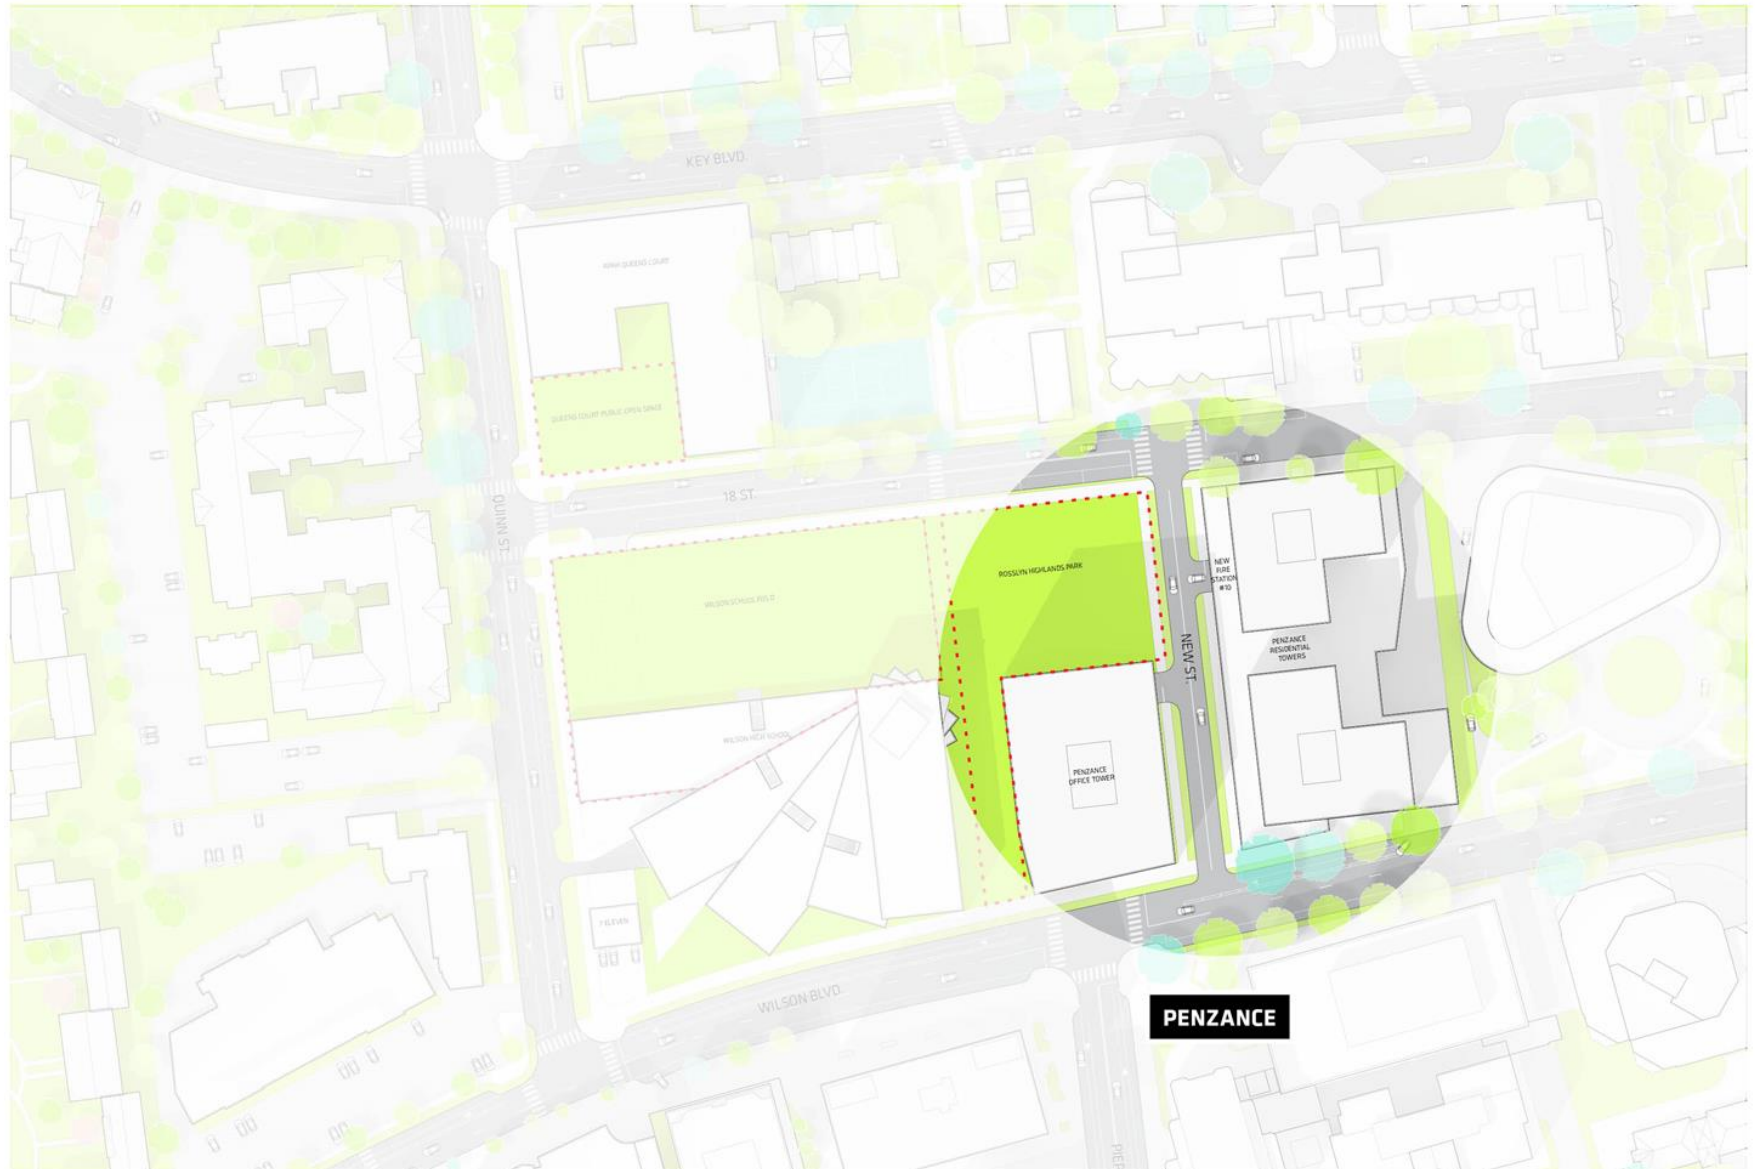 KEY BLVD.
QUEENS COURT
QUEENS COURT PUBLIC OPEN SPACE
18 ST.
QUINN ST.
ROSSLYN HIGHLANDS PARK
NEW
FIRE
STATION
#10
WILSON SCHOOL FIELD
NEW ST.
PENZANCE
RESIDENTIAL
TOWERS
WILSON HIGH SCHOOL
PENZANCE
OFFICE TOWER
7 ELEVEN
WILSON BLVD.
PENZANCE